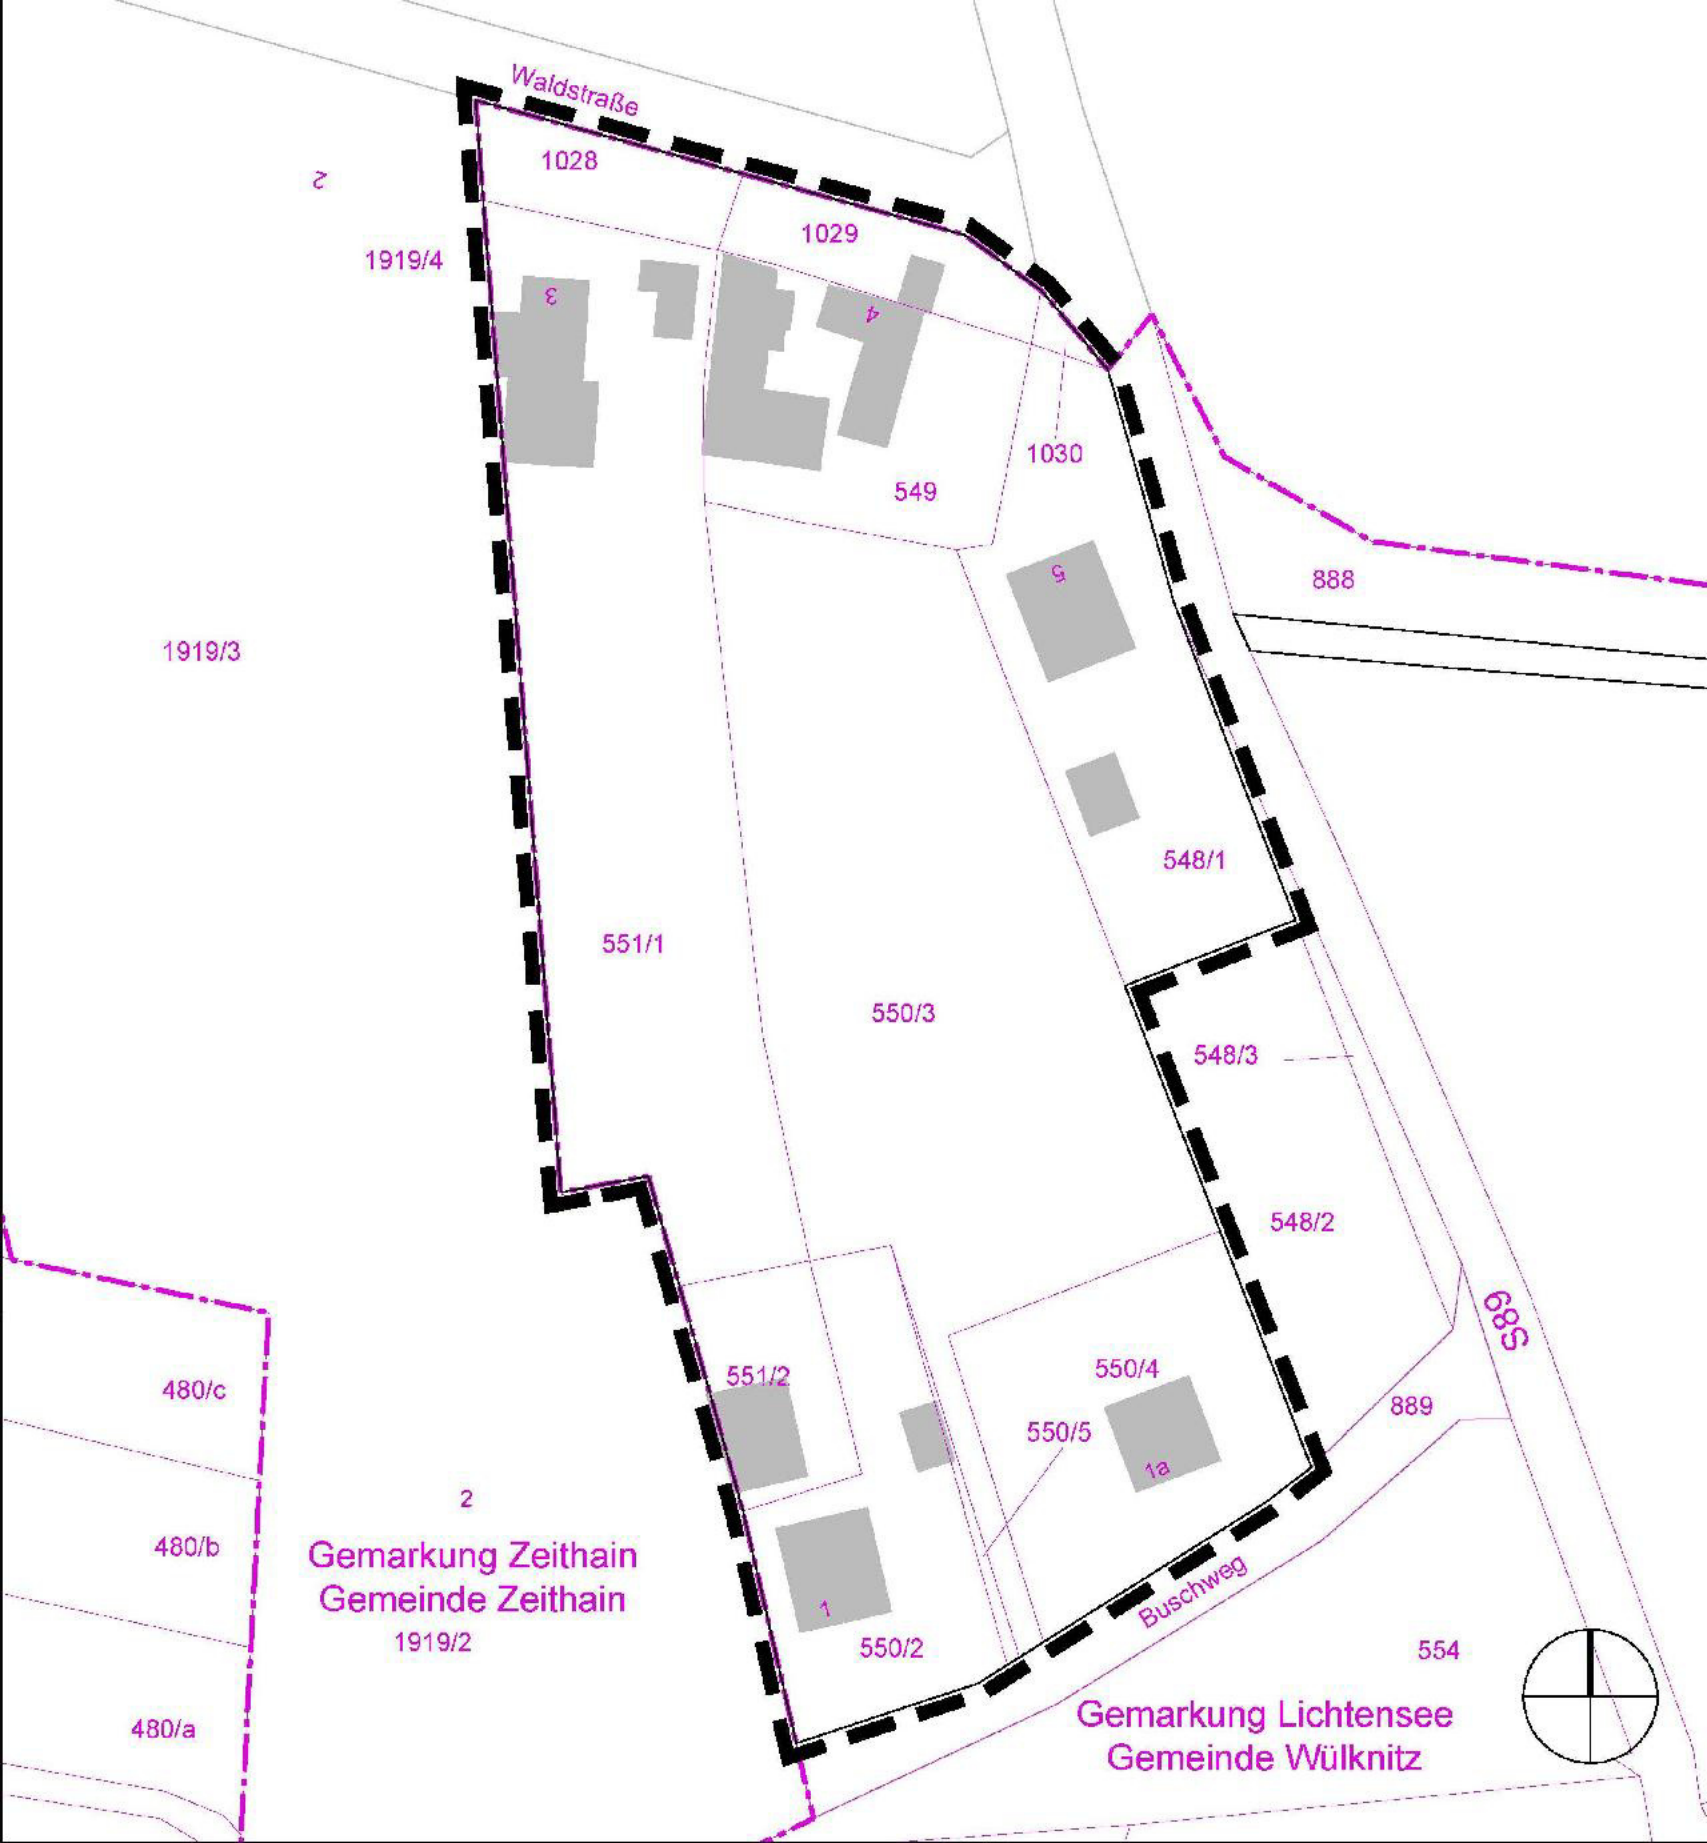 Waldstraße
1028
2
1029
1919/4
3
4
1030
549
5
888
1919/3
548/1
551/1
550/3
548/3
548/2
S89
551/2
550/4
480/c
889
550/5
1a
2
480/b
Gemarkung Zeithain
Gemeinde Zeithain
1919/2
Buschweg
1
550/2
554
480/a
Gemarkung Lichtensee
Gemeinde Wülknitz